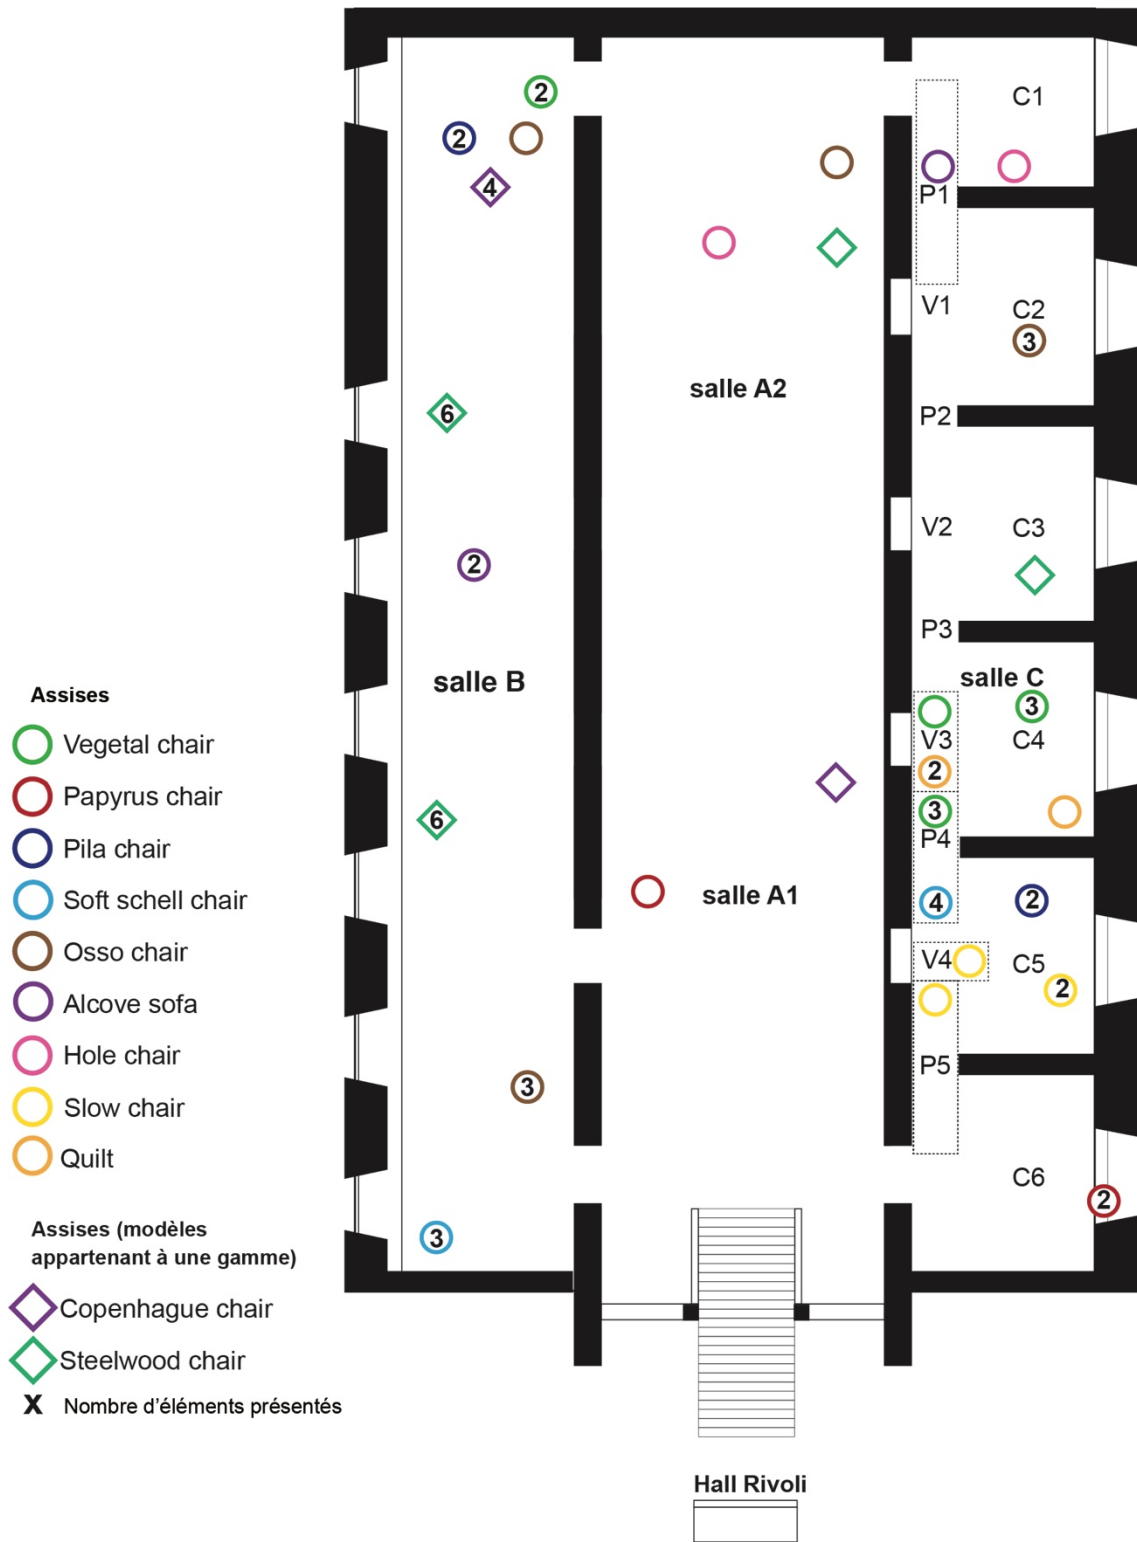 C1
2
2
4
P1
V1
C2
3
salle A2
6
P2
V2
C3
2
P3
salle B
salle C
3
V3
C4
2
3
6
P4
salle A1
4
2
V4
C5
2
P5
3
C6
2
3
Assises
Vegetal chair
Papyrus chair
Pila chair
Soft schell chair
Osso chair
Alcove sofa
Hole chair
Slow chair
Quilt
Assises (modèles
appartenant à une gamme)
Copenhague chair
Steelwood chair
X Nombre d'éléments présentés
Hall Rivoli